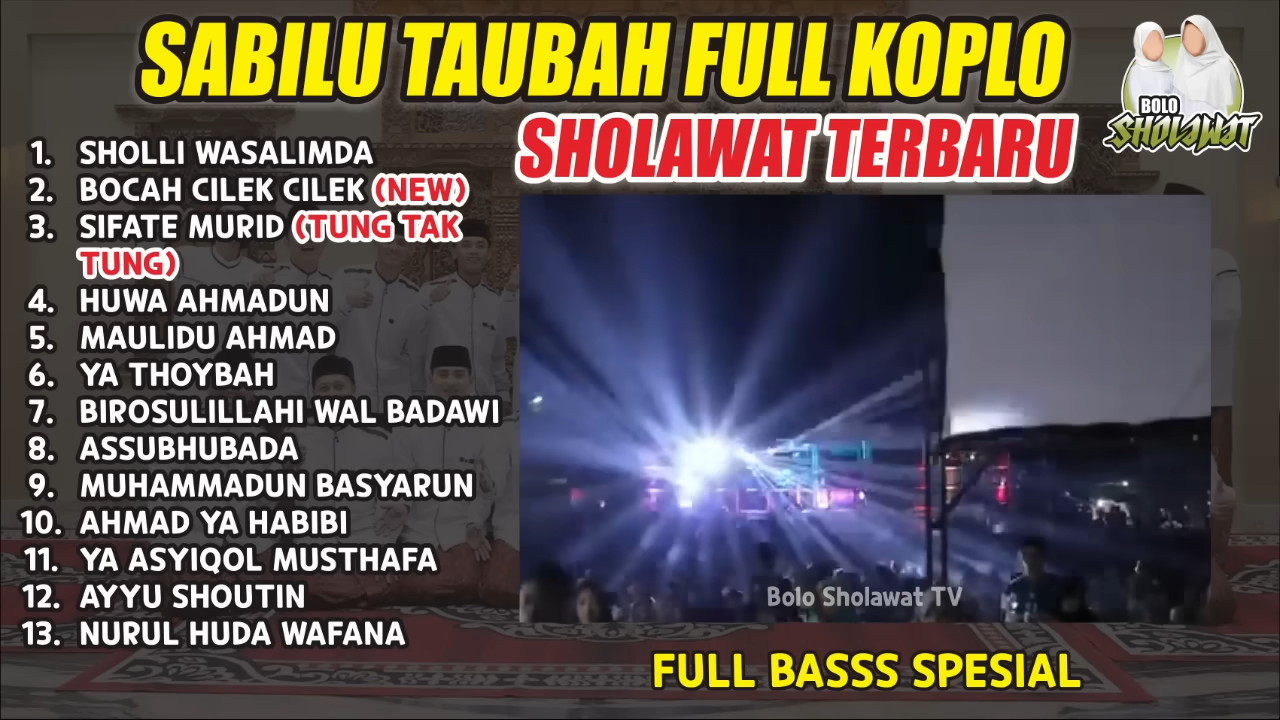 SABILU TAUBAH FULL KOPLO
SHOLAWAT TERBARU
BOLO
SHOLAWAT
1. SHOLLI WASALIMDA
2. BOCAH CILEK CILEK (NEW)
3. SIFATE MURID (TUNG TAK
TUNG)
4. HUWA AHMADUN
5. MAULIDU AHMAD
6. YA THOYBAH
7. BIROSULILLAHI WAL BADAWI
8. ASSUBHUBADA
9. MUHAMMADUN BASYARUN
10. AHMAD YA HABIBI
11. YA ASYIQOL MUSTHAFA
12. AYYU SHOUTIN
13. NURUL HUDA WAFANA
Bolo Sholawat TV
FULL BASSS SPESIAL